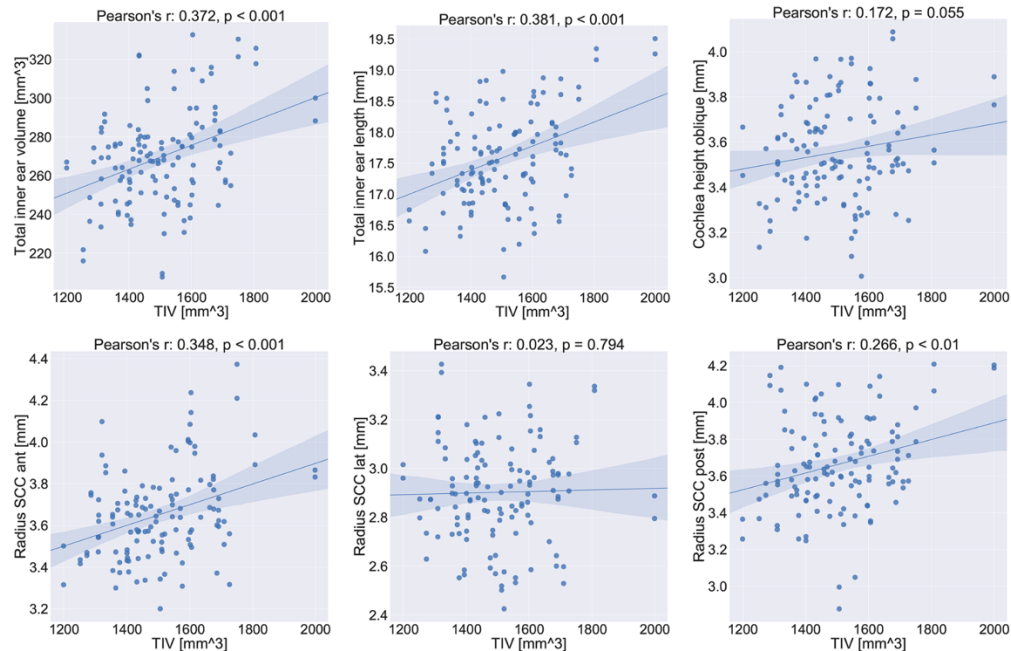 Pearson's r: 0.372, p < 0.001
Total inner ear volume [mm^3]
320
300
280
260
240
220
1200 1400 1600 1800 2000
TIV [mm^3]
Pearson's r: 0.381, p < 0.001
Total inner ear length [mm]
19.5
19.0
18.5
18.0
17.5
17.0
16.5
16.0
15.5
1200 1400 1600 1800 2000
TIV [mm^3]
Pearson's r: 0.172, p = 0.055
Cochlea height oblique [mm]
4.0
3.8
3.6
3.4
3.2
3.0
1200 1400 1600 1800 2000
TIV [mm^3]
Pearson's r: 0.348, p < 0.001
Radius SCC ant [mm]
4.4
4.2
4.0
3.8
3.6
3.4
3.2
1200 1400 1600 1800 2000
TIV [mm^3]
Pearson's r: 0.023, p = 0.794
Radius SCC lat [mm]
3.4
3.2
3.0
2.8
2.6
2.4
1200 1400 1600 1800 2000
TIV [mm^3]
Pearson's r: 0.266, p < 0.01
Radius SCC post [mm]
4.2
4.0
3.8
3.6
3.4
3.2
3.0
1200 1400 1600 1800 2000
TIV [mm^3]